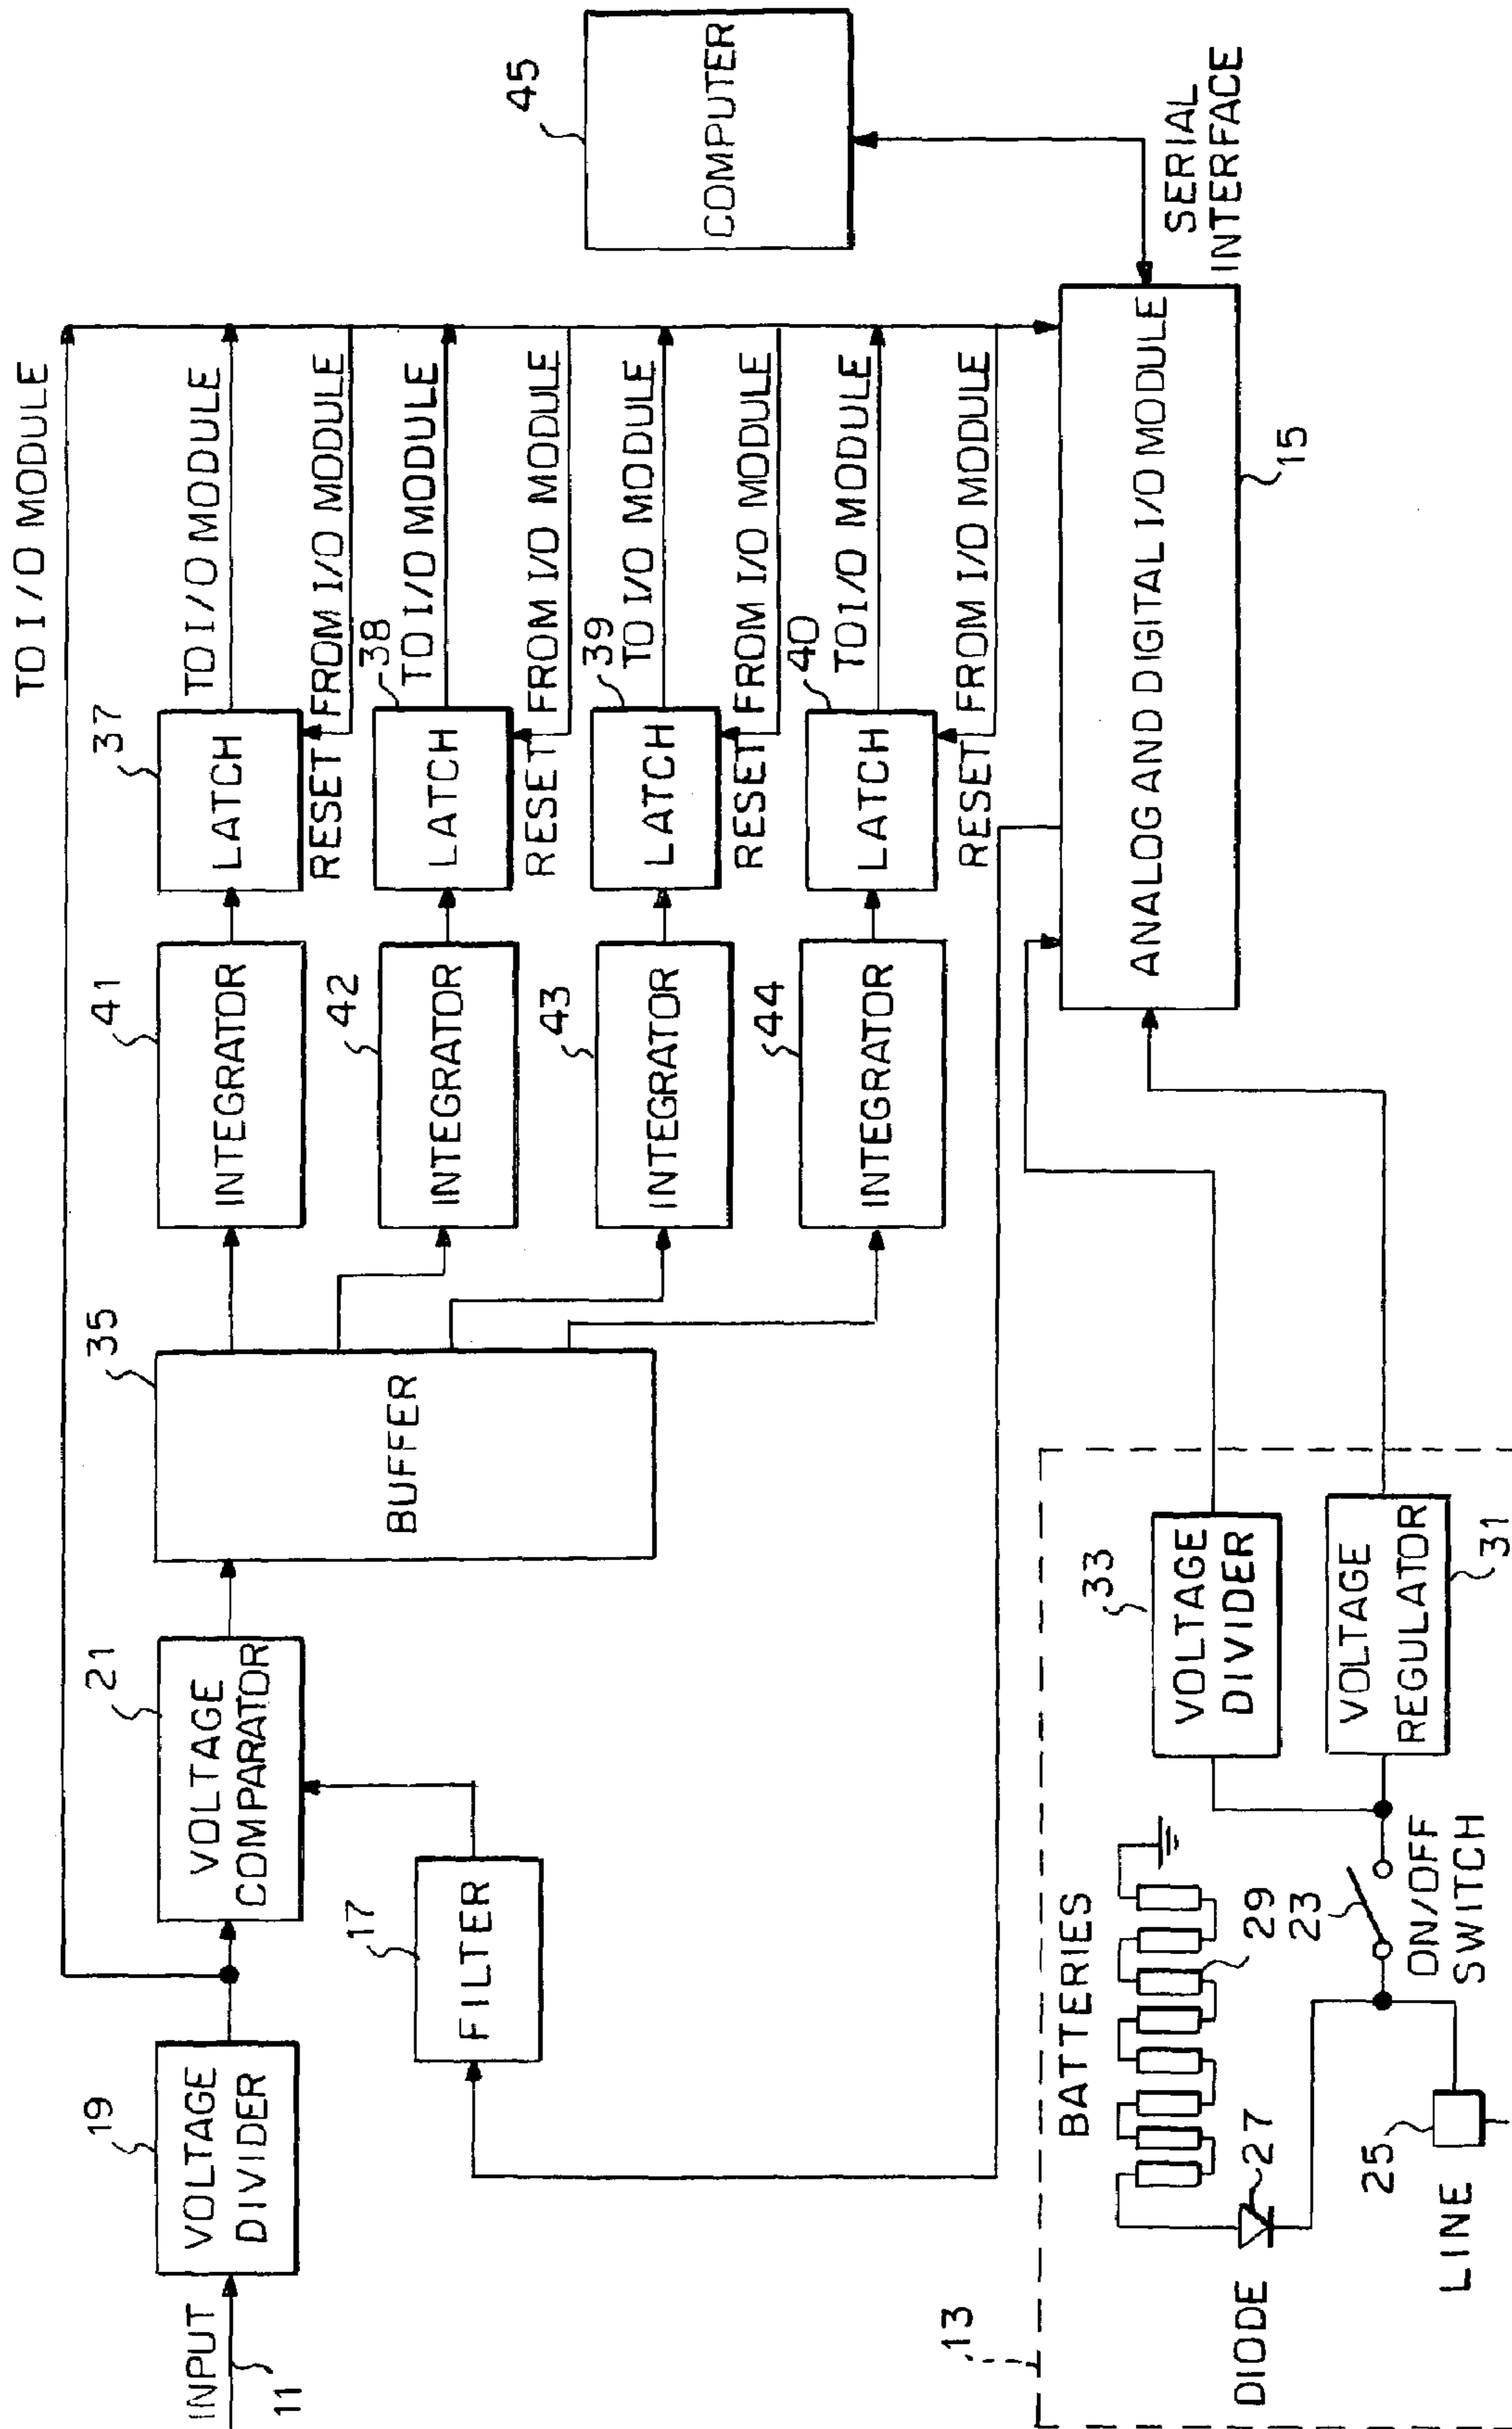 TO I/O MODULE
INPUT
11
19
VOLTAGE
DIVIDER
21
VOLTAGE
COMPARATOR
17
FILTER
35
BUFFER
41
INTEGRATOR
37
LATCH
TO I/O MODULE
RESET FROM I/O MODULE
42
INTEGRATOR
38
LATCH
TO I/O MODULE
RESET FROM I/O MODULE
43
INTEGRATOR
39
LATCH
TO I/O MODULE
RESET FROM I/O MODULE
44
INTEGRATOR
40
LATCH
TO I/O MODULE
RESET FROM I/O MODULE
45
COMPUTER
SERIAL
INTERFACE
ANALOG AND DIGITAL I/O MODULE
15
13
BATTERIES
29
DIODE
27
LINE
25
23
ON/OFF
SWITCH
33
VOLTAGE
DIVIDER
VOLTAGE
REGULATOR
31